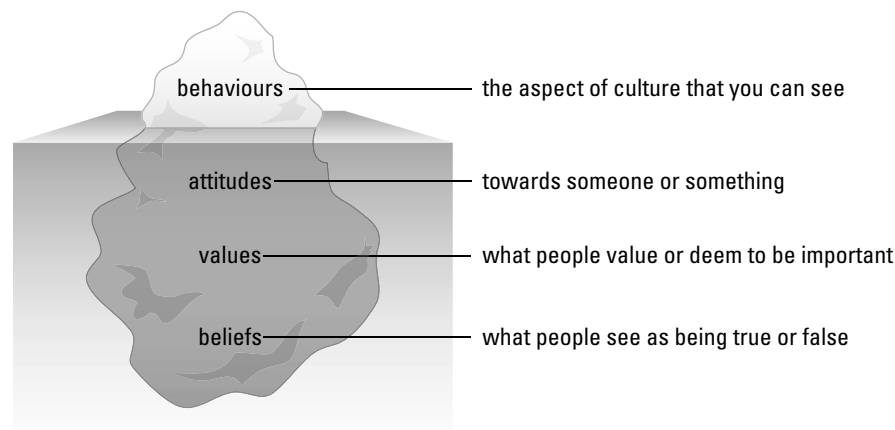 behaviours the aspect of culture that you can see
attitudes towards someone or something
values what people value or deem to be important
beliefs what people see as being true or false